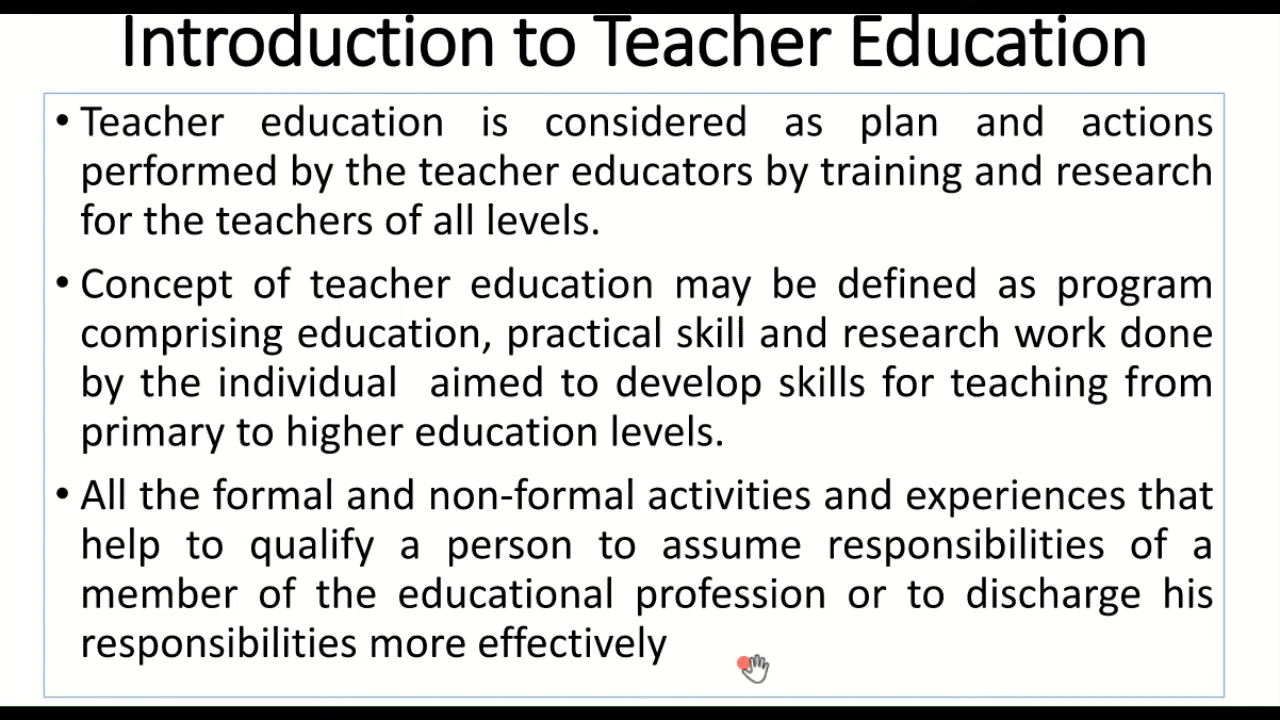 Introduction to Teacher Education
• Teacher education is considered as plan and actions
performed by the teacher educators by training and research
for the teachers of all levels.
• Concept of teacher education may be defined as program
comprising education, practical skill and research work done
by the individual  aimed to develop skills for teaching from
primary to higher education levels.
• All the formal and non-formal activities and experiences that
help to qualify a person to assume responsibilities of a
member of the educational profession or to discharge his
responsibilities more effectively